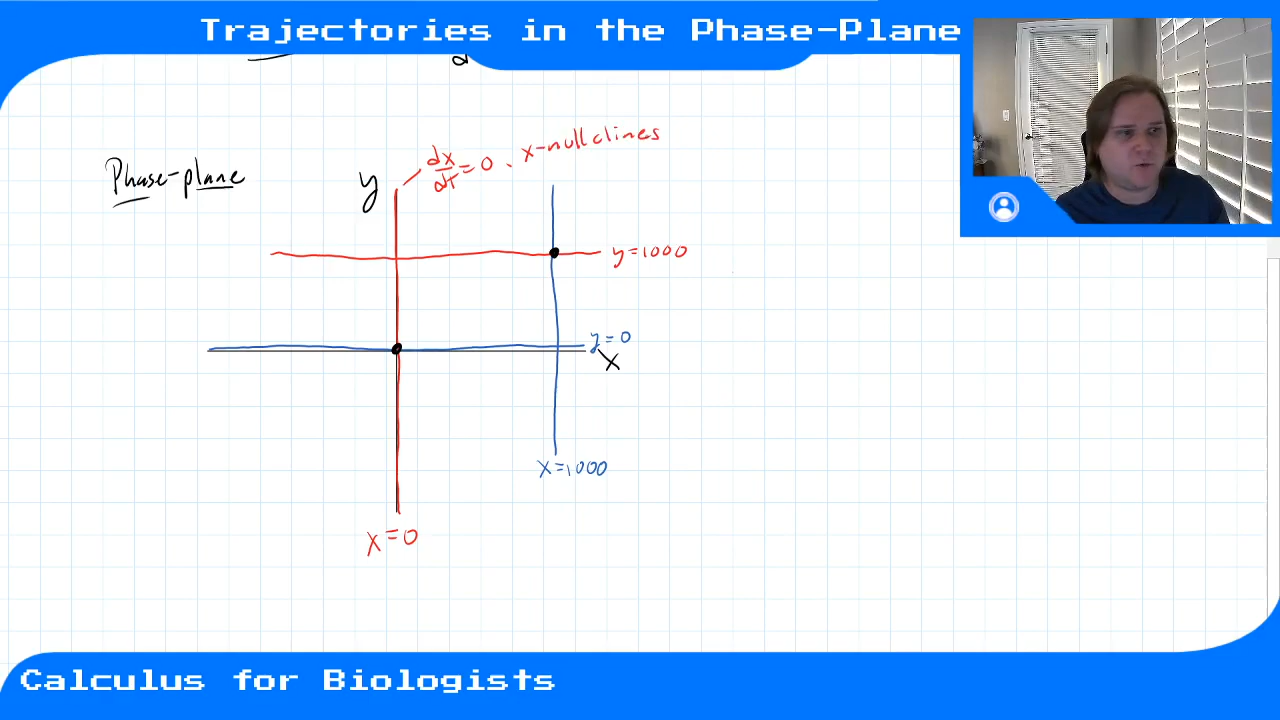 Trajectories in the Phase-Plane
Phase-plane
y
dx/dt = 0 . x-nullclines
y=1000
y=0
x
x=1000
x=0
Calculus for Biologists